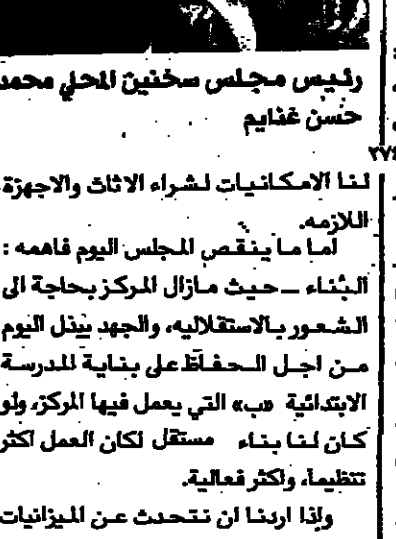 رئيس مجلس سخنين المحلي محمد
حسن غنايم
٢٧٤
لنا الامكانيات لشراء الاثاث والاجهزة
اللازمه.
اما ما ينقص المجلس اليوم فاهمه :
البناء ــ حيث مازال المركز بحاجة الى
الشعور بالاستقلاليه، والجهد يبذل اليوم
من اجل الحفاظ على بناية المدرسة
الابتدائية «ب» التي يعمل فيها المركز، ولو
كان لنا بناء مستقل لكان العمل اكثر
تنظيماً، واكثر فعالية.
واذا اردنا ان نتحدث عن الميزانيات